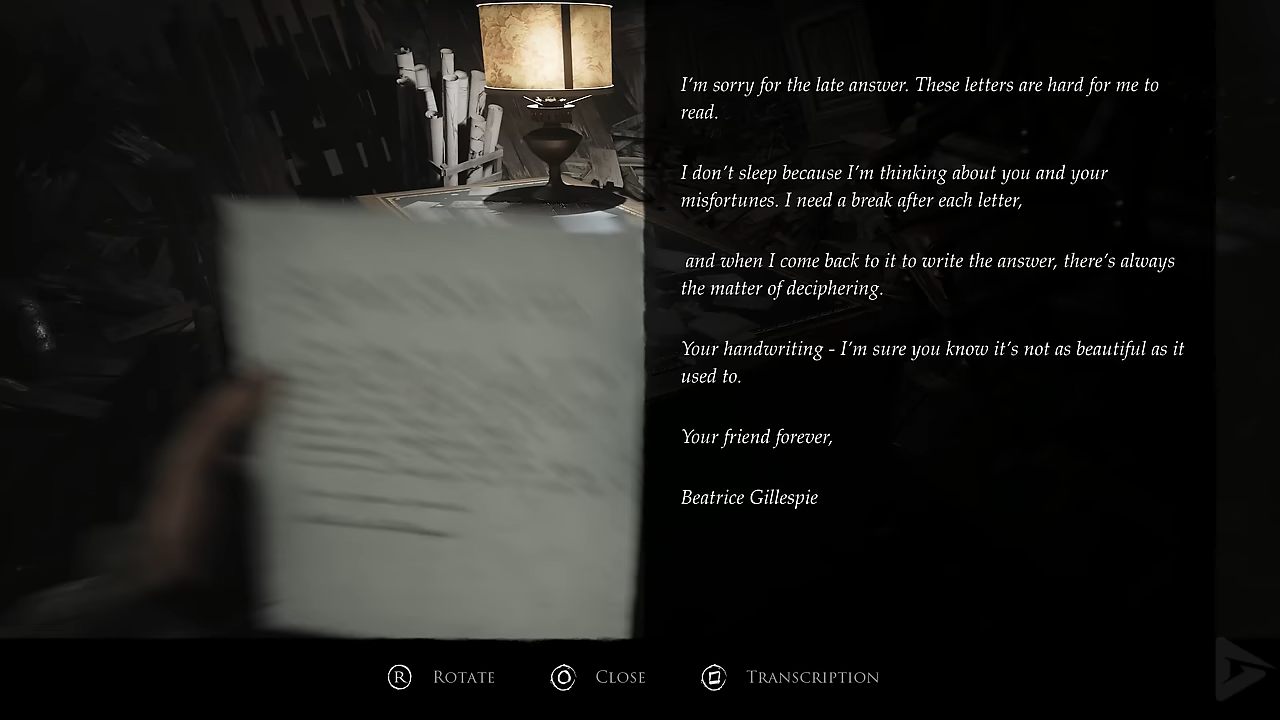 I'm sorry for the late answer. These letters are hard for me to
read.
I don't sleep because I'm thinking about you and your
misfortunes. I need a break after each letter,
and when I come back to it to write the answer, there's always
the matter of deciphering.
Your handwriting - I'm sure you know it's not as beautiful as it
used to.
Your friend forever,
Beatrice Gillespie
R Rotate Close Transcription